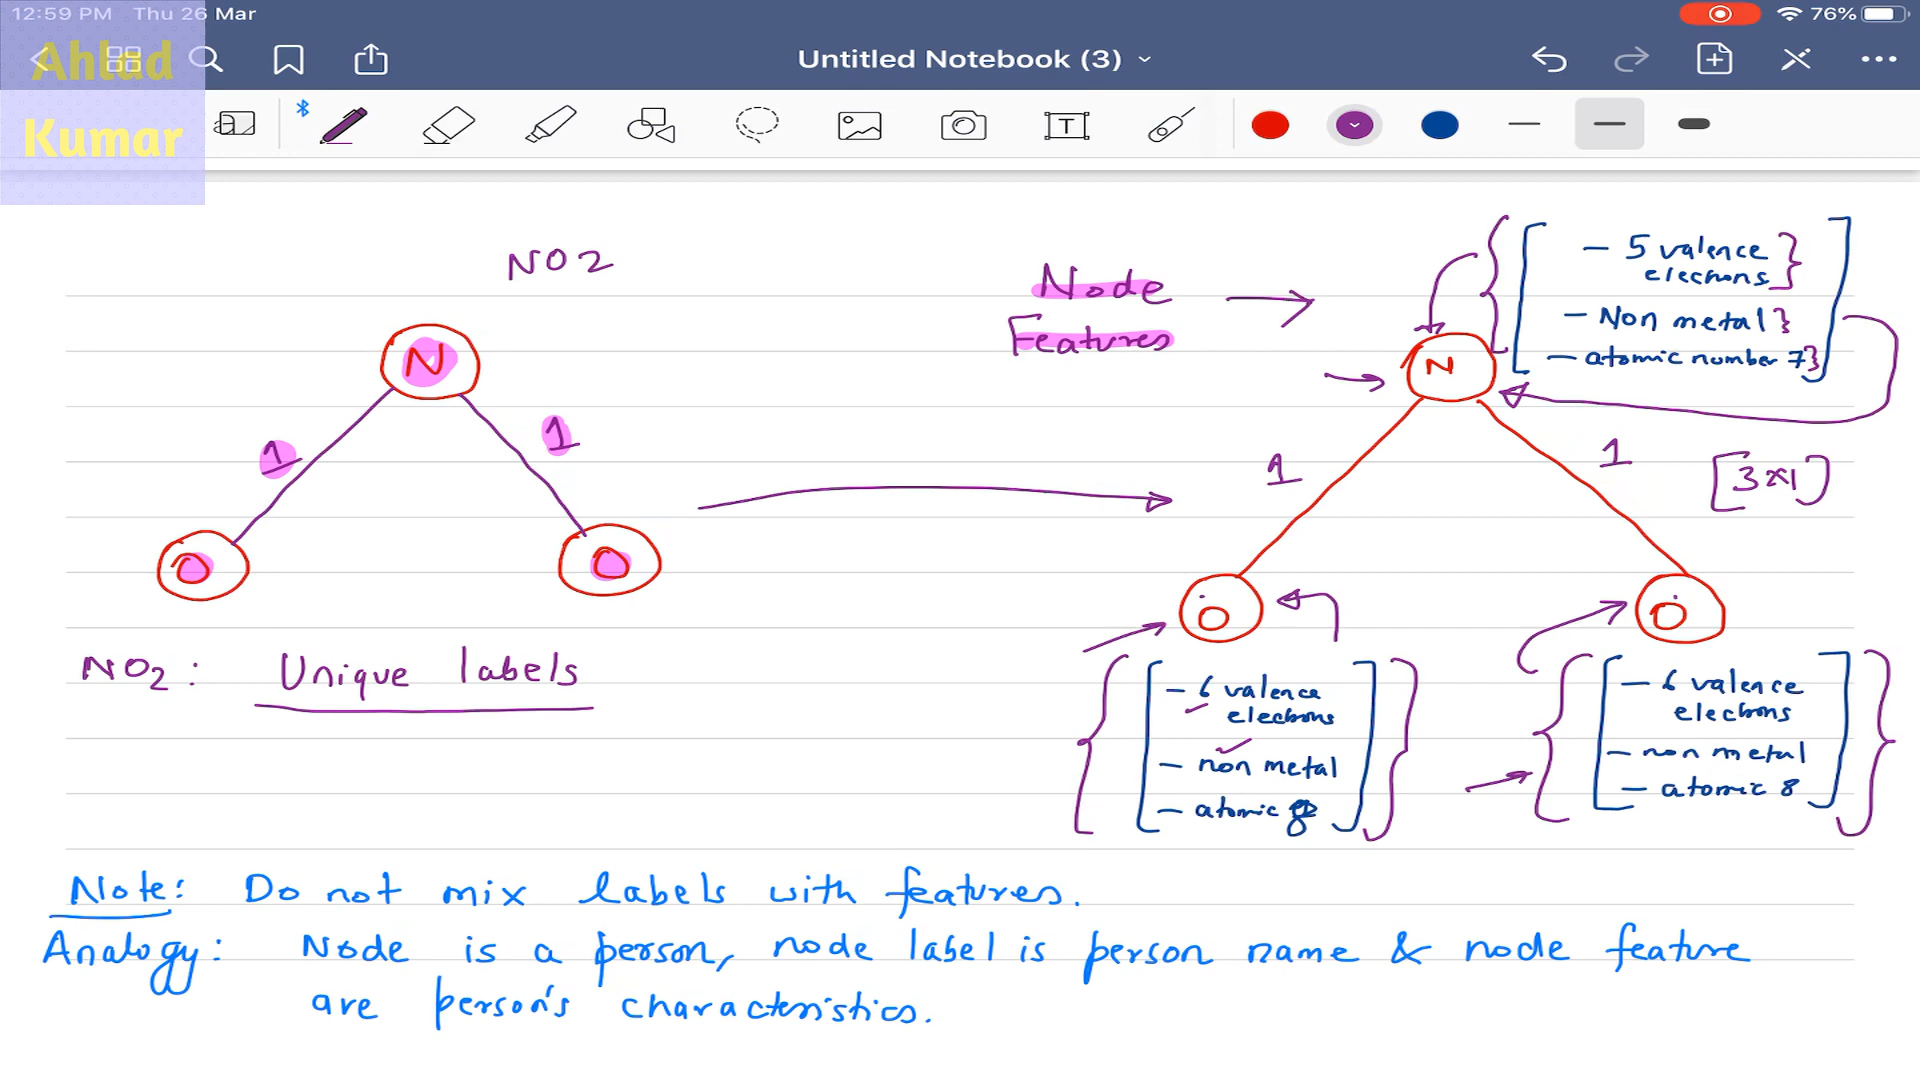 12:59 PM Thu 26 Mar
76%
Ahlad
Kumar
Untitled Notebook (3)
a
T
NO2
N
1
1
O
O
NO2: Unique labels
Node
Features
- 5 valence
electrons
- Non metal
- atomic number 7
N
1
1
[3×1]
O
O
- 6 valence
electrons
- non metal
- atomic 8
- 6 valence
electrons
- non metal
- atomic 8
Note: Do not mix labels with features.
Analogy: Node is a person, node label is person name & node feature
are person's characteristics.